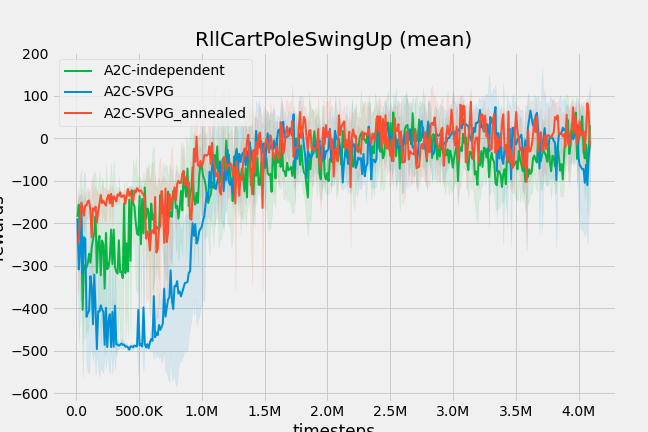 RllCartPoleSwingUp (mean)
A2C-independent
A2C-SVPG
A2C-SVPG_annealed
200
100
0
−100
−200
−300
−400
−500
−600
rewards
0.0 500.0K 1.0M 1.5M 2.0M 2.5M 3.0M 3.5M 4.0M
timesteps